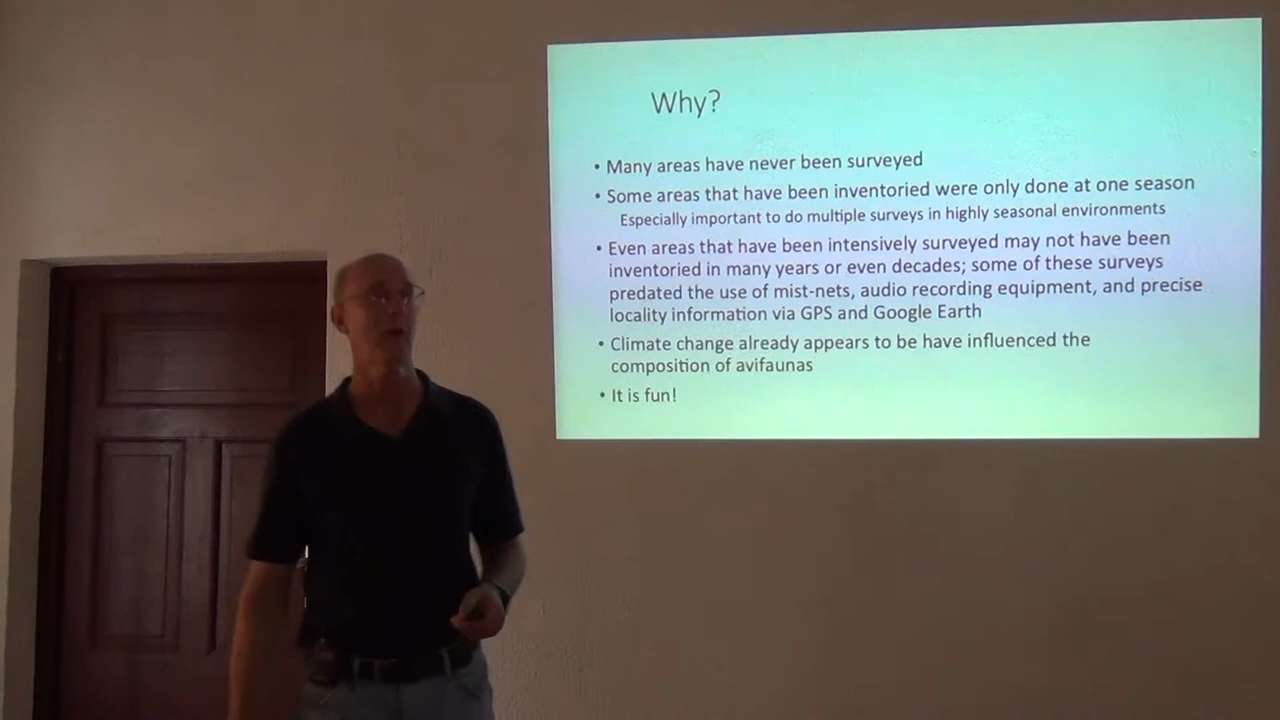 Why?
• Many areas have never been surveyed
• Some areas that have been inventoried were only done at one season
Especially important to do multiple surveys in highly seasonal environments
• Even areas that have been intensively surveyed may not have been
inventoried in many years or even decades; some of these surveys
predated the use of mist-nets, audio recording equipment, and precise
locality information via GPS and Google Earth
• Climate change already appears to be have influenced the
composition of avifaunas
• It is fun!